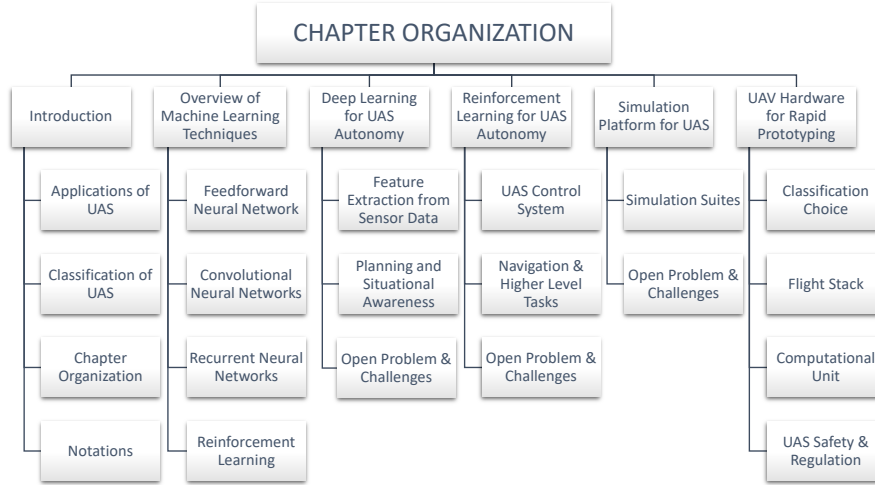 CHAPTER ORGANIZATION
Introduction
Applications of
UAS
Classification of
UAS
Chapter
Organization
Notations
Overview of
Machine Learning
Techniques
Feedforward
Neural Network
Convolutional
Neural Networks
Recurrent Neural
Networks
Reinforcement
Learning
Deep Learning
for UAS
Autonomy
Feature
Extraction from
Sensor Data
Planning and
Situational
Awareness
Open Problem &
Challenges
Reinforcement
Learning for UAS
Autonomy
UAS Control
System
Navigation &
Higher Level
Tasks
Open Problem &
Challenges
Simulation
Platform for UAS
Simulation Suites
Open Problem &
Challenges
UAV Hardware
for Rapid
Prototyping
Classification
Choice
Flight Stack
Computational
Unit
UAS Safety &
Regulation